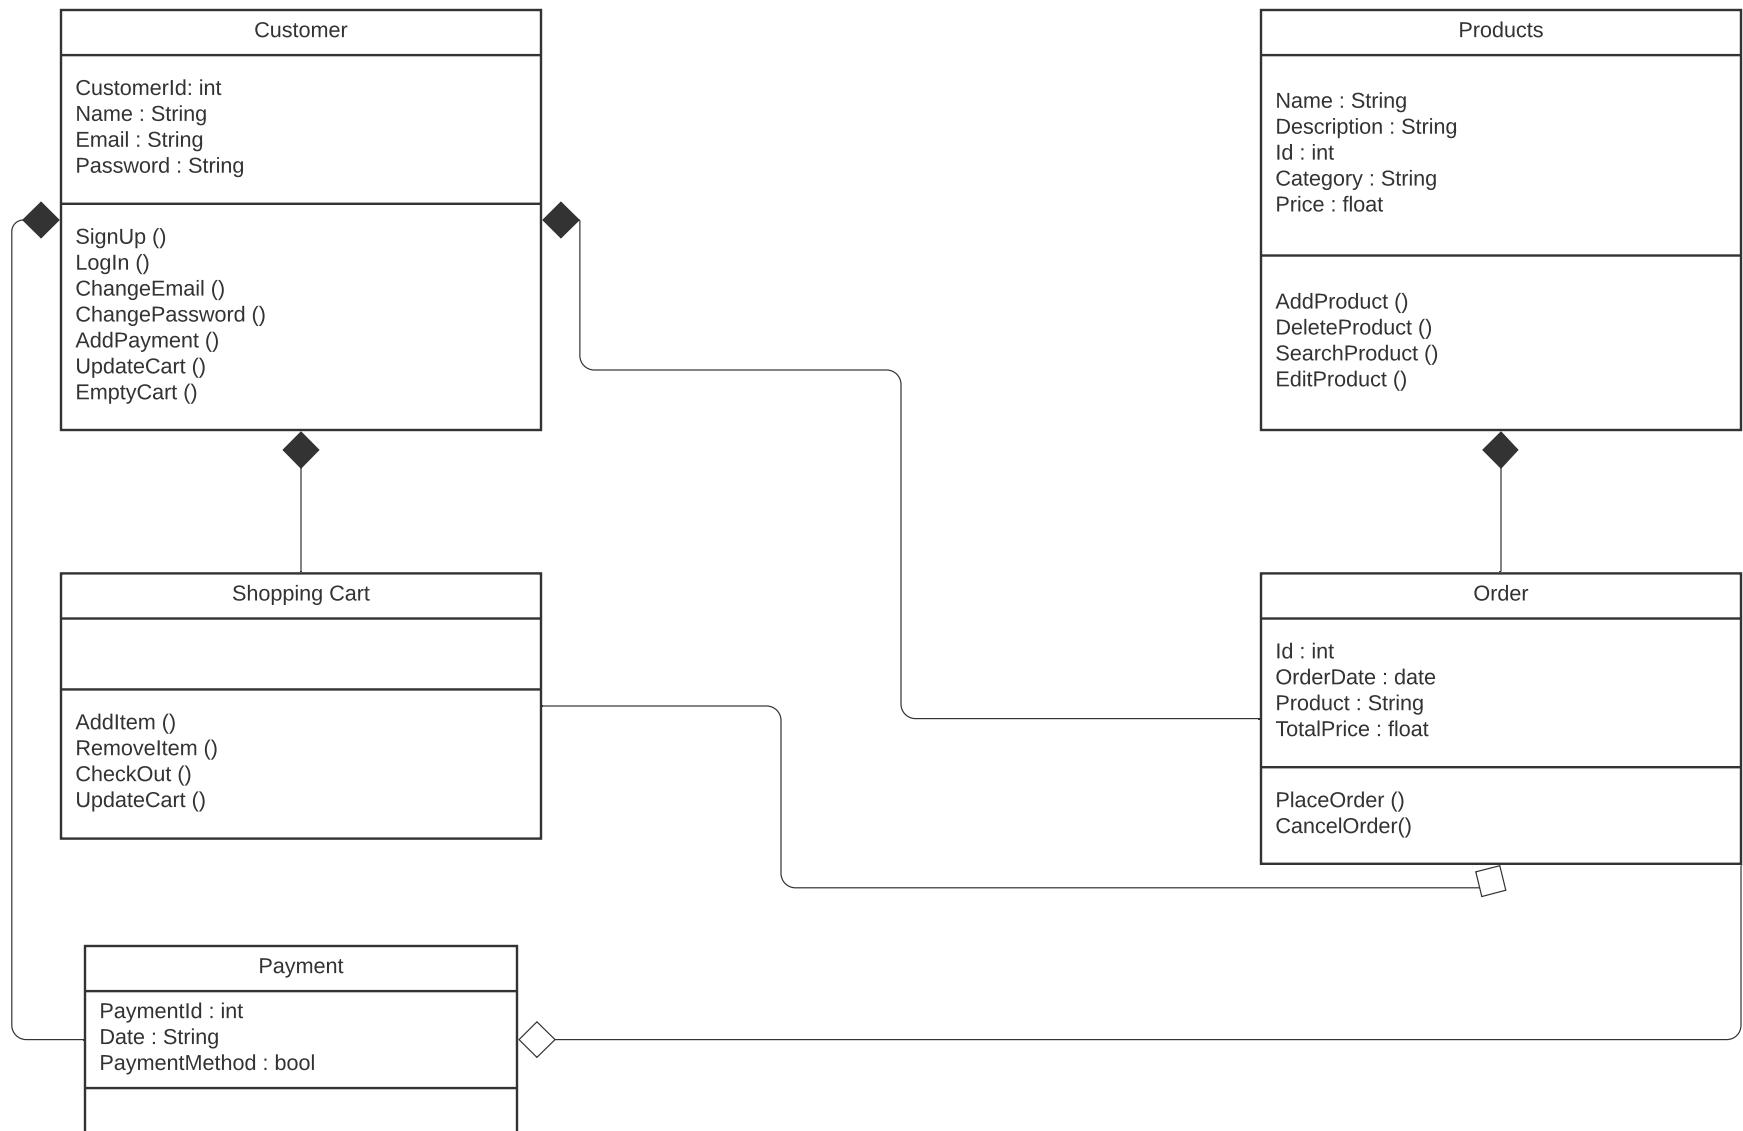 Customer
CustomerId: int
Name : String
Email : String
Password : String
SignUp ()
LogIn ()
ChangeEmail ()
ChangePassword ()
AddPayment ()
UpdateCart ()
EmptyCart ()
Products
Name : String
Description : String
Id : int
Category : String
Price : float
AddProduct ()
DeleteProduct ()
SearchProduct ()
EditProduct ()
Shopping Cart
AddItem ()
RemoveItem ()
CheckOut ()
UpdateCart ()
Order
Id : int
OrderDate : date
Product : String
TotalPrice : float
PlaceOrder ()
CancelOrder()
Payment
PaymentId : int
Date : String
PaymentMethod : bool